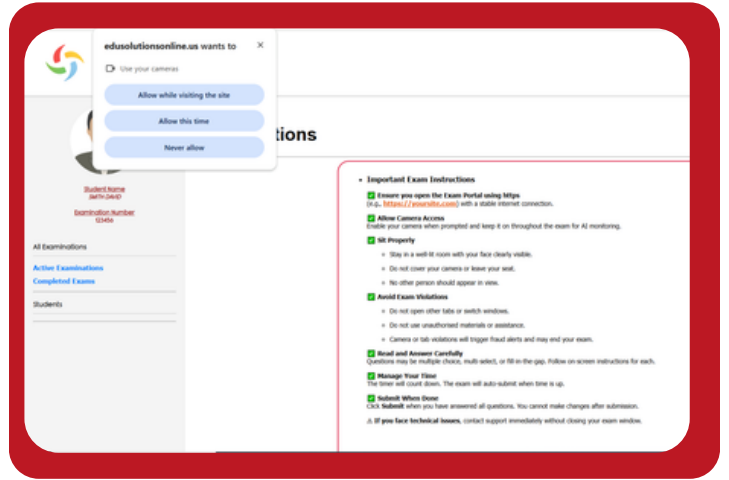 edusolutionsonline.us wants to
Use your cameras
Allow while visiting the site
Allow this time
Never allow
tions
Student Name
SMITH DAVID
Examination Number
123456
All Examinations
Active Examinations
Completed Exams
Students
Important Exam Instructions
Ensure you open the Exam Portal using https
(e.g., https://yoursite.com) with a stable internet connection.
Allow Camera Access
Enable your camera when prompted and keep it on throughout the exam for AI monitoring.
Sit Properly
Stay in a well-lit room with your face clearly visible.
Do not cover your camera or leave your seat.
No other person should appear in view.
Avoid Exam Violations
Do not open other tabs or switch windows.
Do not use unauthorised materials or assistance.
Camera or tab violations will trigger fraud alerts and may end your exam.
Read and Answer Carefully
Questions may be multiple choice, multi-select, or fill-in-the-gap. Follow on-screen instructions for each.
Manage Your Time
The timer will count down. The exam will auto-submit when time is up.
Submit When Done
Click Submit when you have answered all questions. You cannot make changes after submission.
⚠ If you face technical issues, contact support immediately without closing your exam window.